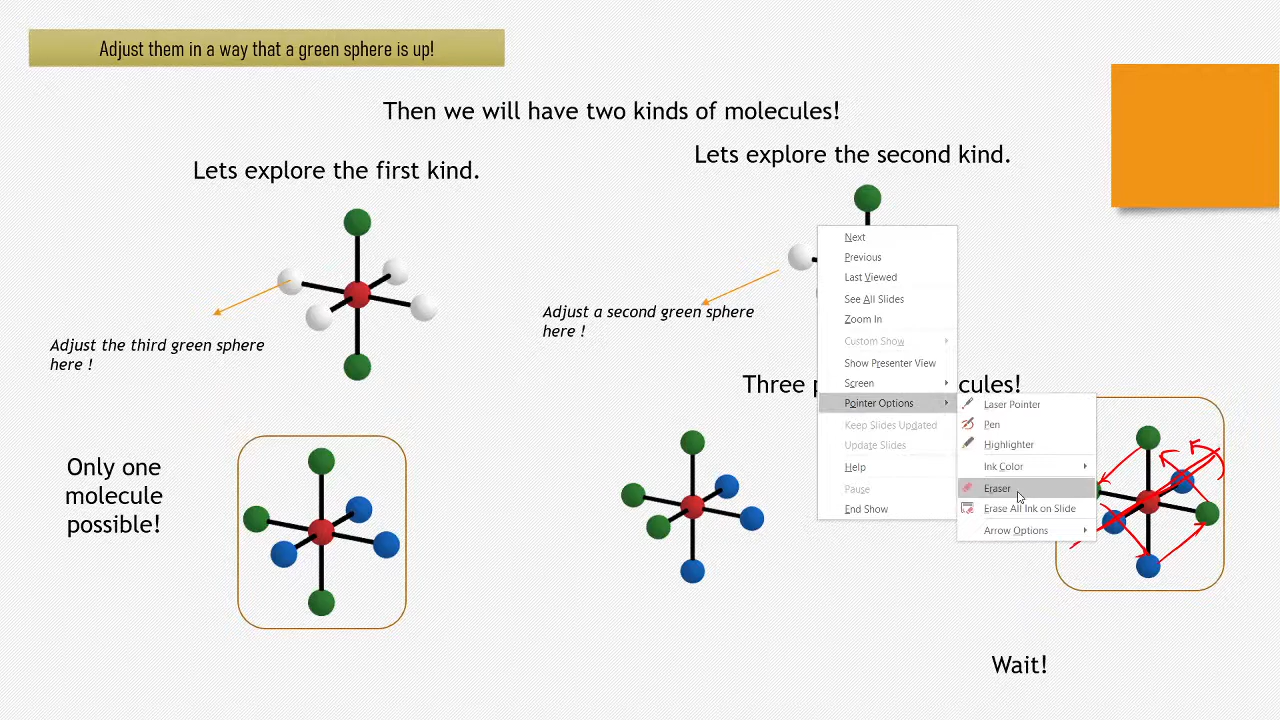 Adjust them in a way that a green sphere is up!
Then we will have two kinds of molecules!
Lets explore the first kind.
Lets explore the second kind.
Adjust the third green sphere
here !
Adjust a second green sphere
here !
Three p
cules!
Only one
molecule
possible!
Wait!
Next
Previous
Last Viewed
See All Slides
Zoom In
Custom Show
Show Presenter View
Screen
Pointer Options
Keep Slides Updated
Update Slides
Help
Pause
End Show
Laser Pointer
Pen
Highlighter
Ink Color
Eraser
Erase All Ink on Slide
Arrow Options